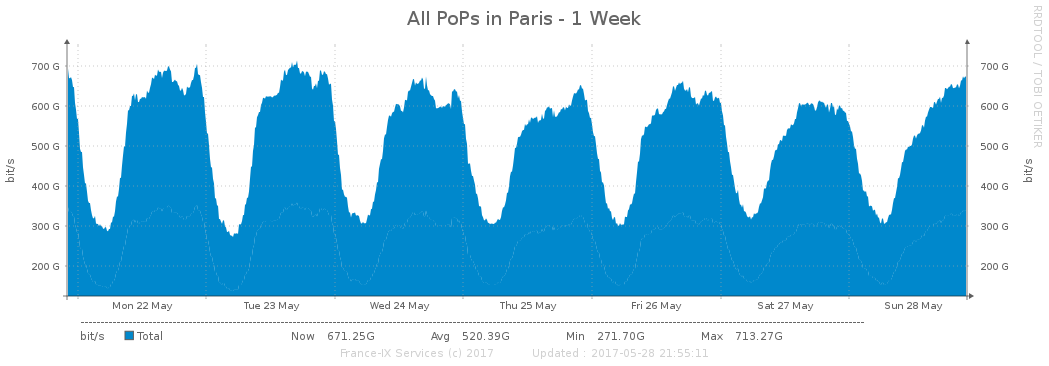 All PoPs in Paris - 1 Week
RRDTOOL / TOBI OETIKER
bit/s
700 G
600 G
500 G
400 G
300 G
200 G
700 G
600 G
500 G
400 G
300 G
200 G
bit/s
Mon 22 May Tue 23 May Wed 24 May Thu 25 May Fri 26 May Sat 27 May Sun 28 May
bit/s Total Now 671.25G Avg 520.39G Min 271.70G Max 713.27G
France-IX Services (c) 2017 Updated : 2017-05-28 21:55:11